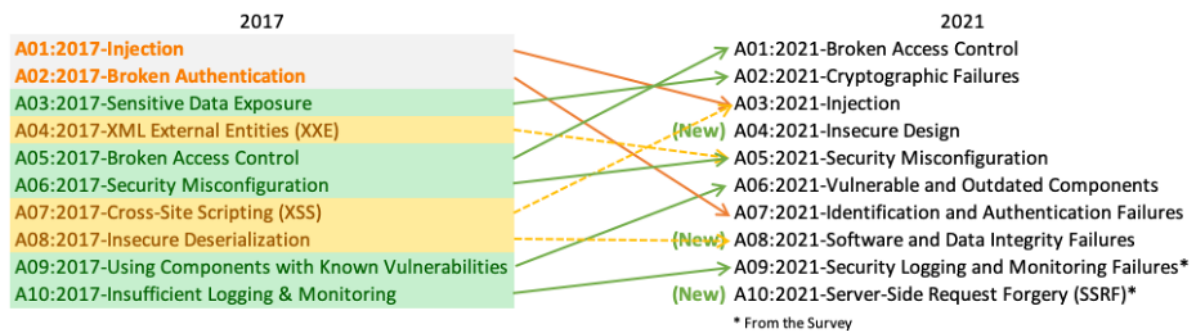 2017
A01:2017-Injection
A02:2017-Broken Authentication
A03:2017-Sensitive Data Exposure
A04:2017-XML External Entities (XXE)
A05:2017-Broken Access Control
A06:2017-Security Misconfiguration
A07:2017-Cross-Site Scripting (XSS)
A08:2017-Insecure Deserialization
A09:2017-Using Components with Known Vulnerabilities
A10:2017-Insufficient Logging & Monitoring
2021
A01:2021-Broken Access Control
A02:2021-Cryptographic Failures
A03:2021-Injection
(New) A04:2021-Insecure Design
A05:2021-Security Misconfiguration
A06:2021-Vulnerable and Outdated Components
A07:2021-Identification and Authentication Failures
(New) A08:2021-Software and Data Integrity Failures
A09:2021-Security Logging and Monitoring Failures*
(New) A10:2021-Server-Side Request Forgery (SSRF)*
* From the Survey